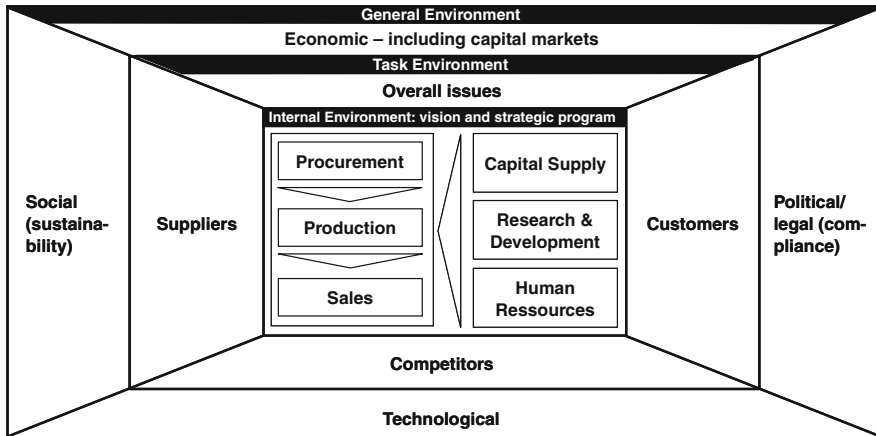 General Environment
Economic – including capital markets
Task Environment
Overall issues
Internal Environment: vision and strategic program
Social
(sustaina-
bility)
Suppliers
Procurement
Production
Sales
Capital Supply
Research &
Development
Human
Ressources
Customers
Political/
legal (com-
pliance)
Competitors
Technological